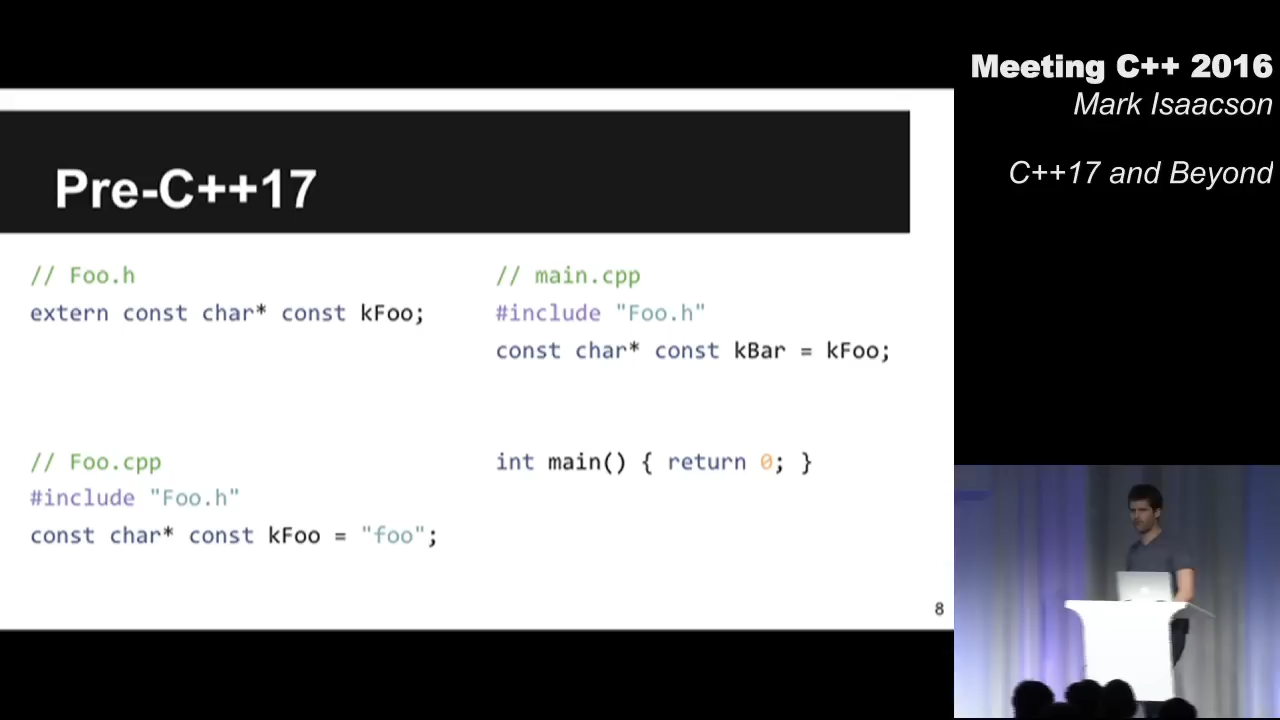 Meeting C++ 2016
Mark Isaacson
C++17 and Beyond
Pre-C++17
// Foo.h
extern const char* const kFoo;
// Foo.cpp
#include "Foo.h"
const char* const kFoo = "foo";
// main.cpp
#include "Foo.h"
const char* const kBar = kFoo;
int main() { return 0; }
8